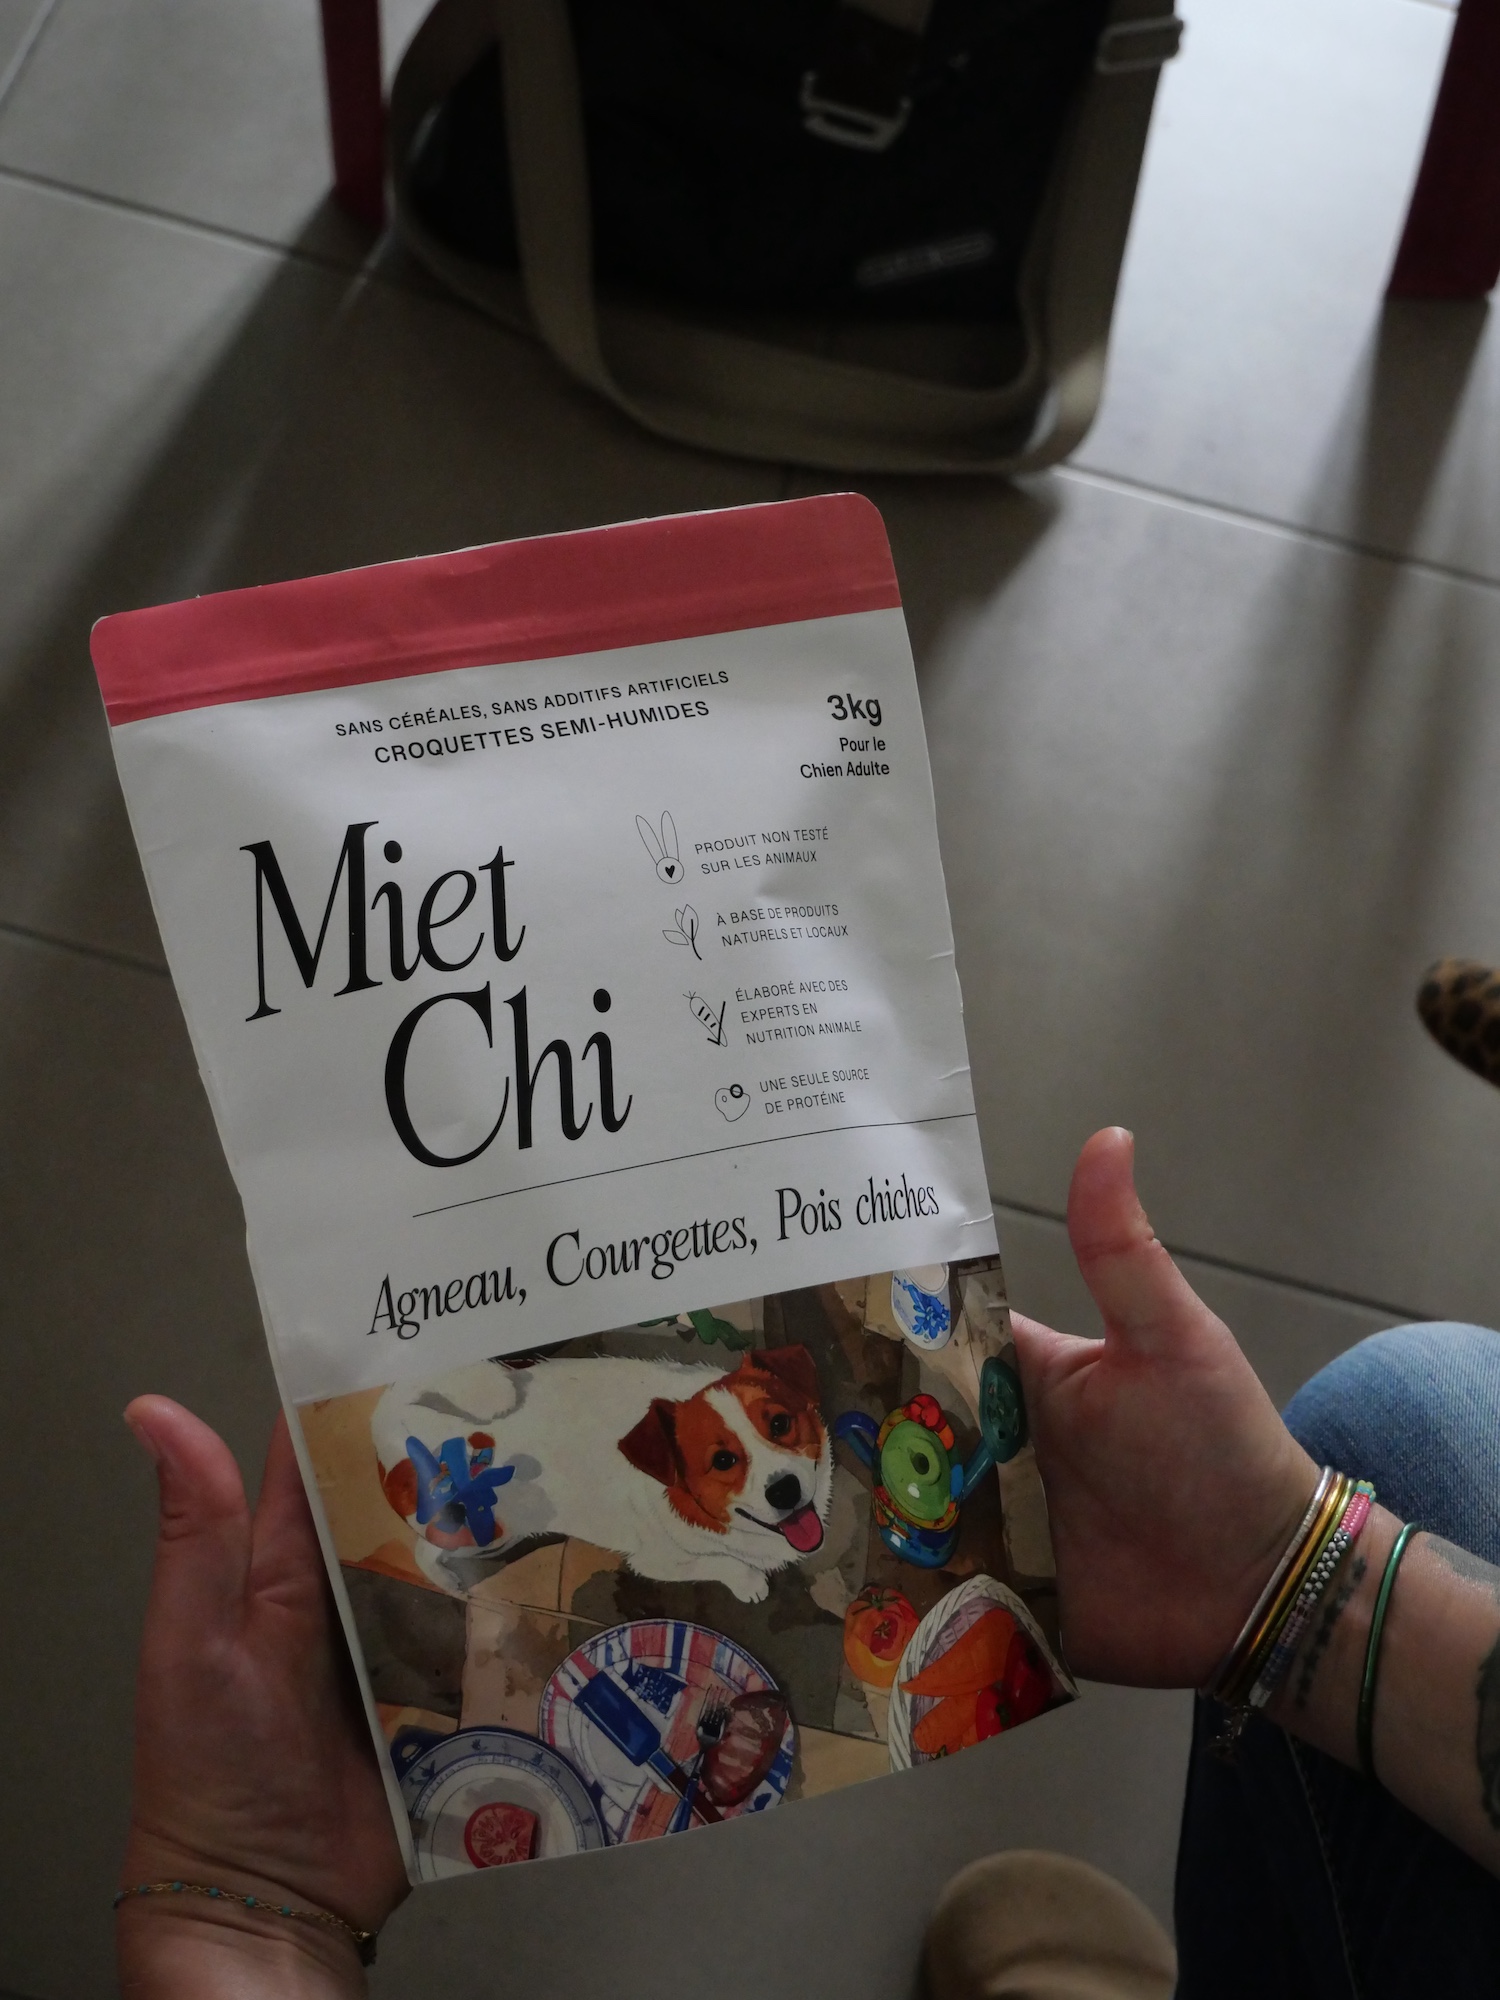 SANS CÉRÉALES, SANS ADDITIFS ARTIFICIELS
CROQUETTES SEMI-HUMIDES
3kg
Pour le
Chien Adulte
Miet
Chi
PRODUIT NON TESTÉ
SUR LES ANIMAUX
À BASE DE PRODUITS
NATURELS ET LOCAUX
ÉLABORÉ AVEC DES
EXPERTS EN
NUTRITION ANIMALE
UNE SEULE SOURCE
DE PROTÉINE
Agneau, Courgettes, Pois chiches